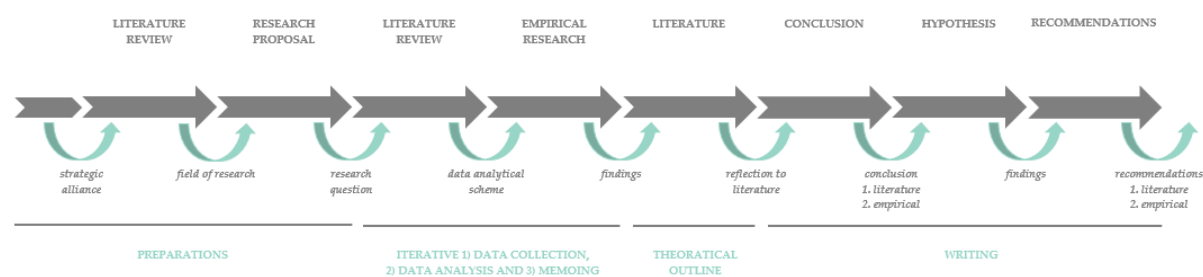 LITERATURE
REVIEW
RESEARCH
PROPOSAL
LITERATURE
REVIEW
EMPIRICAL
RESEARCH
LITERATURE
CONCLUSION
HYPOTHESIS
RECOMMENDATIONS
strategic
alliance
field of research
research
question
data analytical
scheme
findings
reflection to
literature
conclusion
1. literature
2. empirical
findings
recommendations
1. literature
2. empirical
PREPARATIONS
ITERATIVE 1) DATA COLLECTION,
2) DATA ANALYSIS AND 3) MEMOING
THEORATICAL
OUTLINE
WRITING